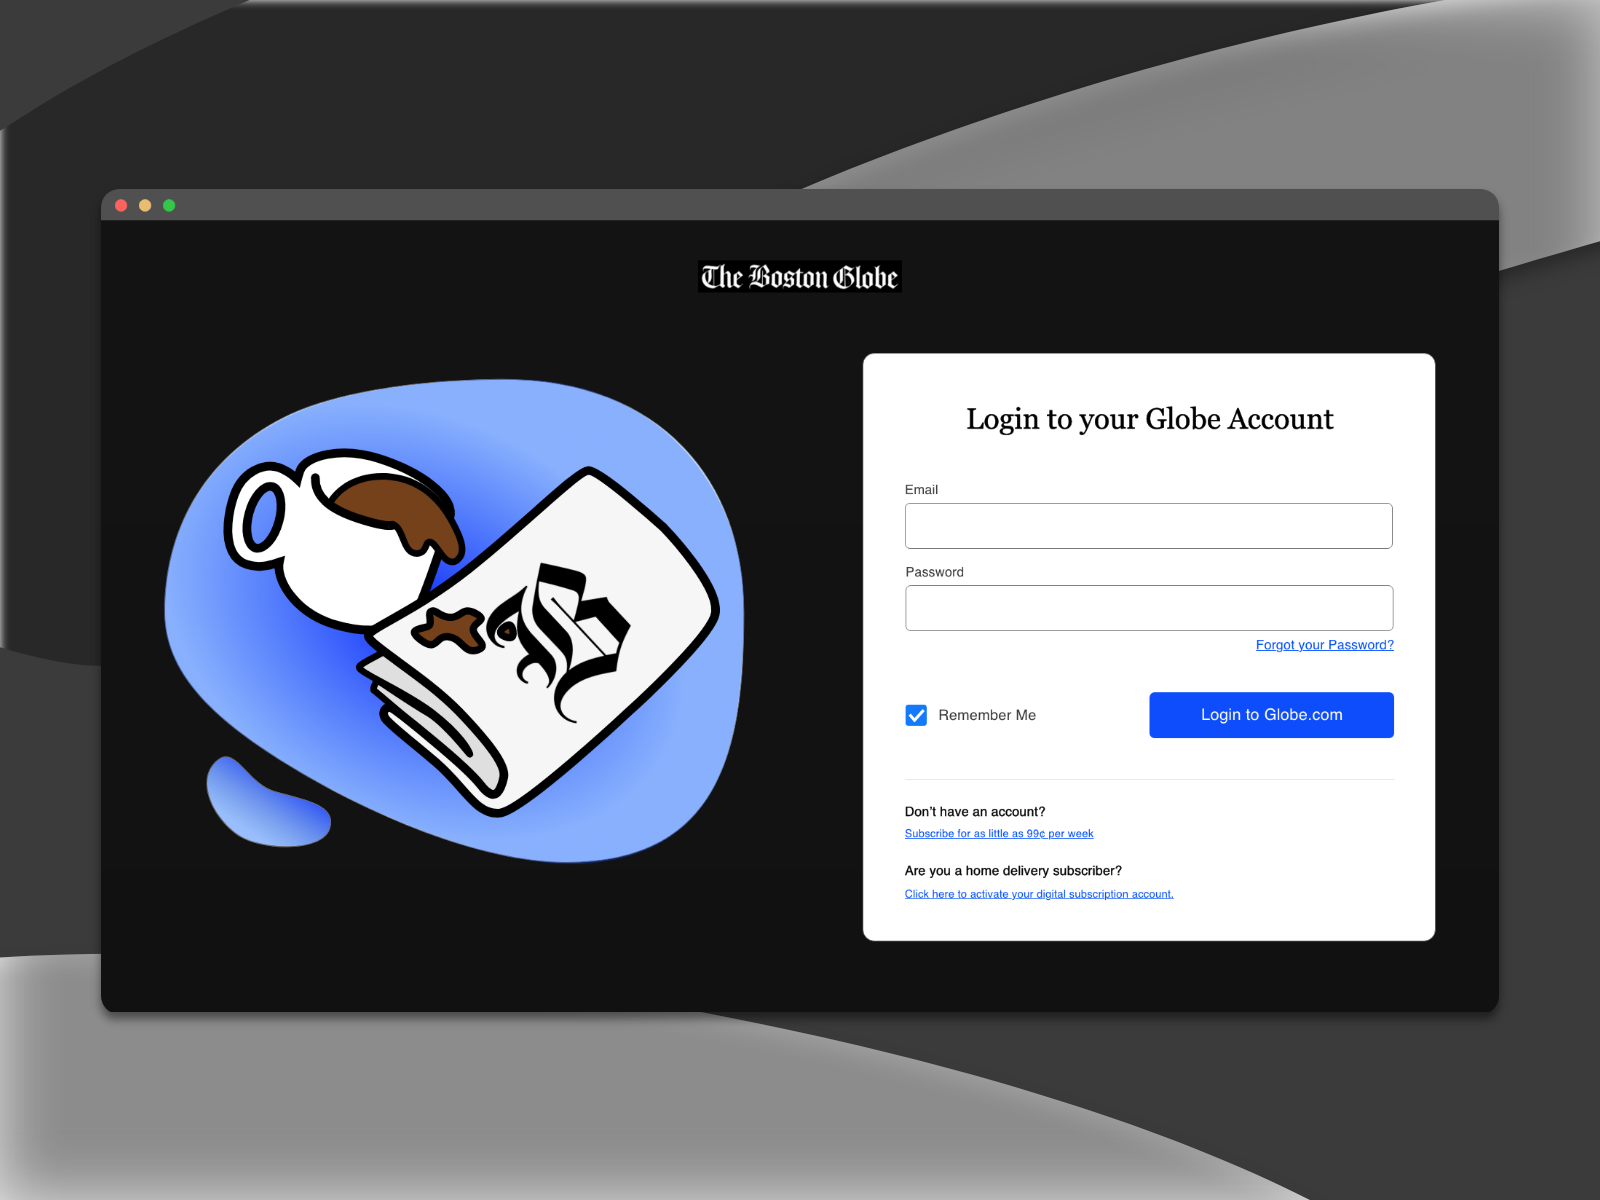 The Boston Globe
B
Login to your Globe Account
Email
Password
Forgot your Password?
Remember Me
Login to Globe.com
Don't have an account?
Subscribe for as little as 99¢ per week
Are you a home delivery subscriber?
Click here to activate your digital subscription account.